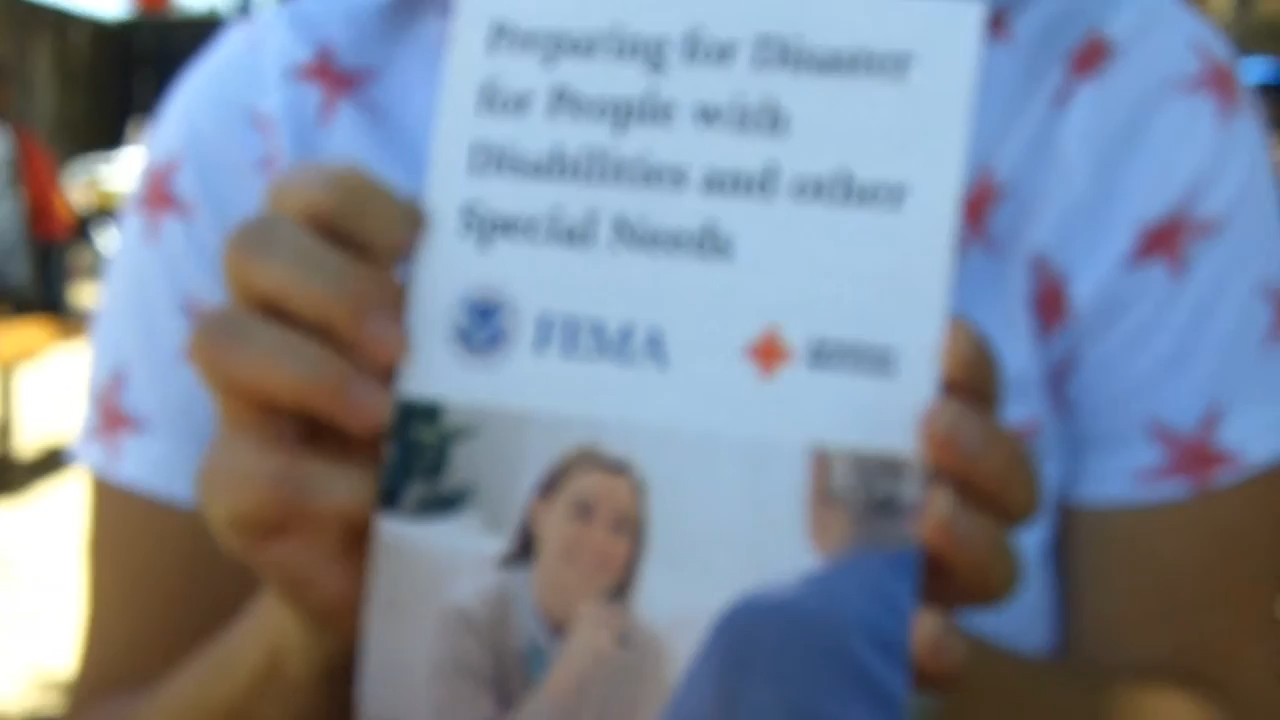 Preparing for Disaster
for People with
Disabilities and other
Special Needs
FEMA